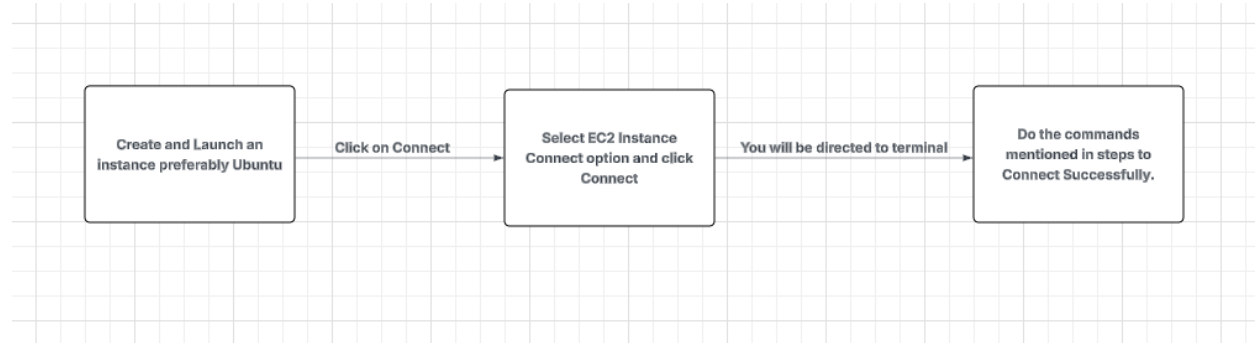 Create and Launch an
instance preferably Ubuntu
Click on Connect
Select EC2 Instance
Connect option and click
Connect
You will be directed to terminal
Do the commands
mentioned in steps to
Connect Successfully.